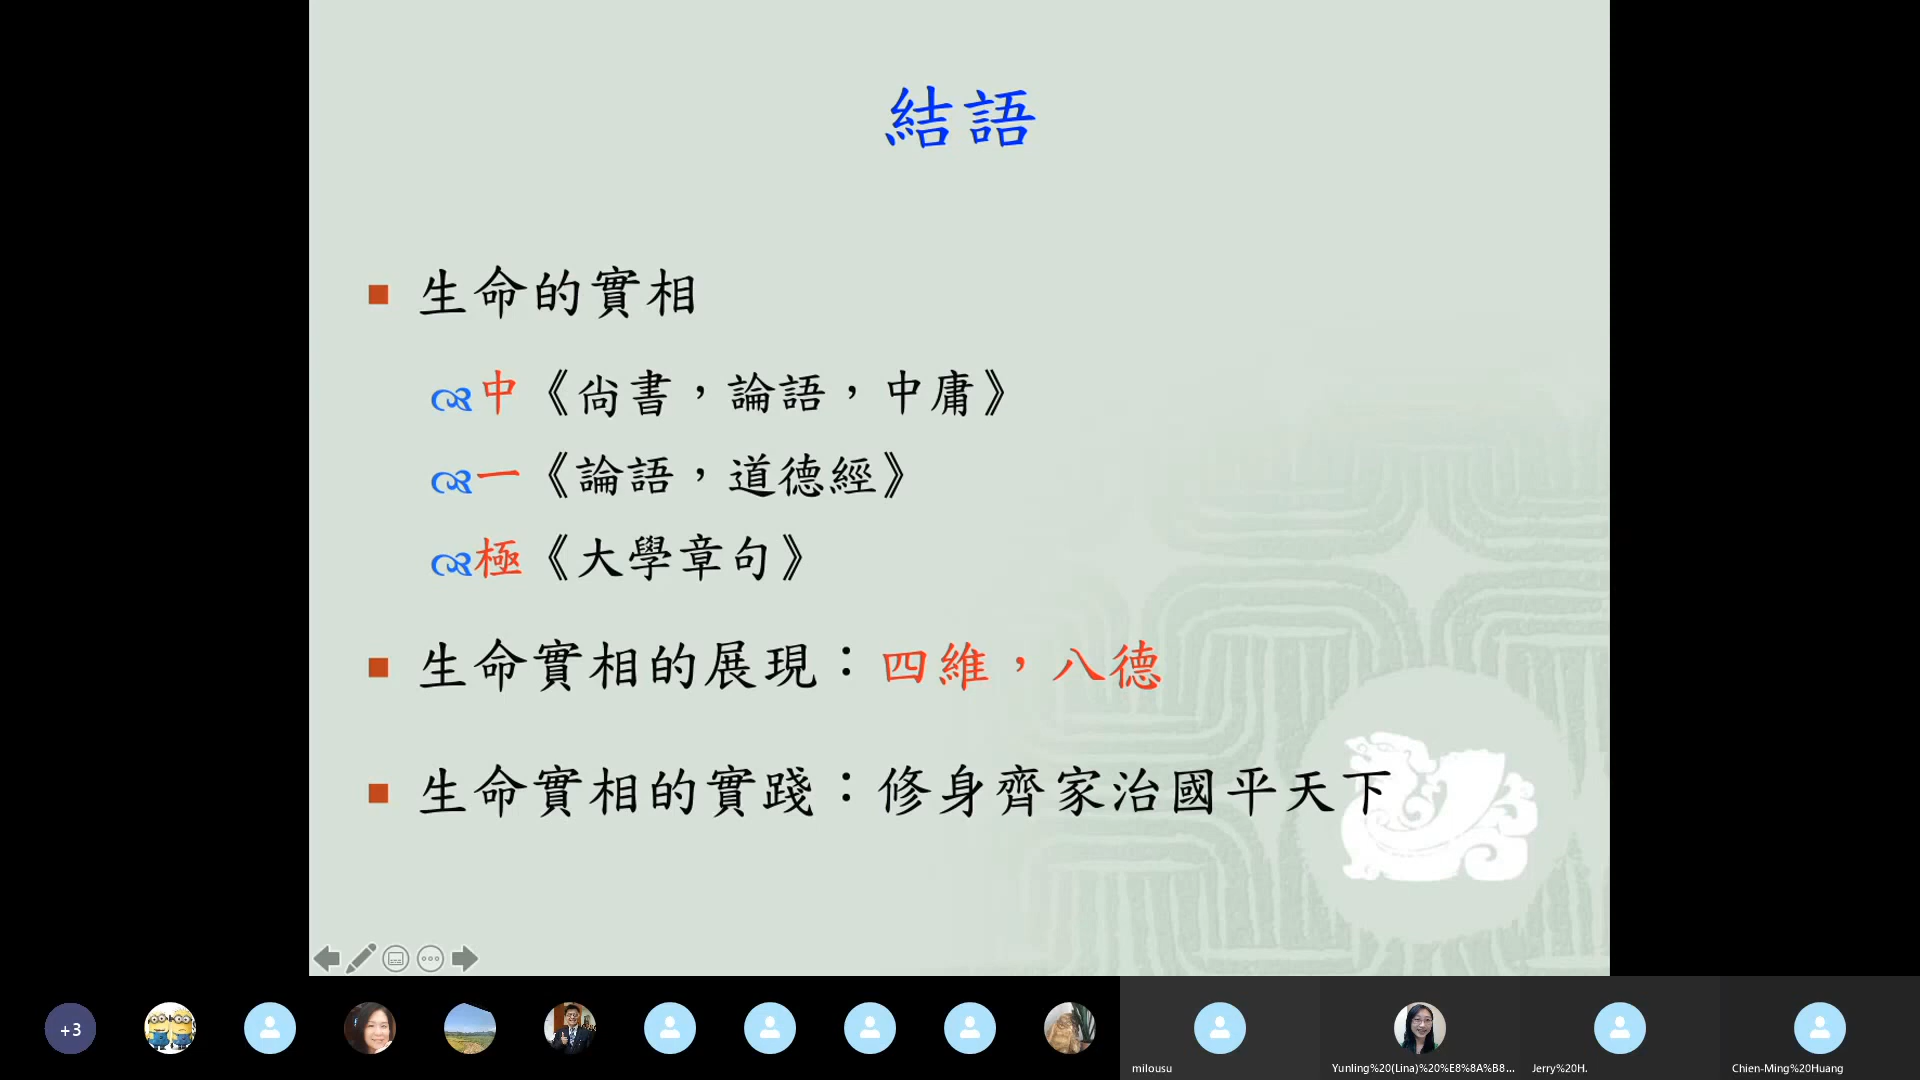 結語
生命的實相
中《尚書，論語，中庸》
一《論語，道德經》
極《大學章句》
生命實相的展現：四維，八德
生命實相的實踐：修身齊家治國平天下
+3
milousu
Yunling%20(Lina)%20%E8%8A%B8...
Jerry%20H.
Chien-Ming%20Huang